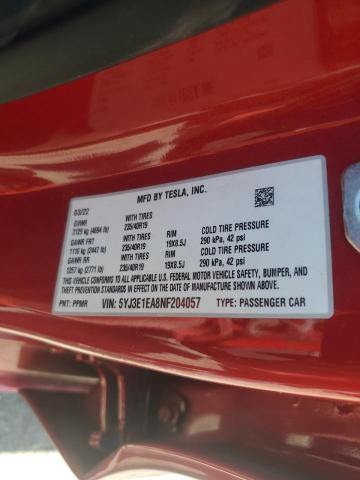 MFD BY TESLA, INC.
03/22
GVWR
2129 kg (4694 lb) WITH TIRES 235/40R19
GAWR FRT
1110 kg (2447 lb) WITH TIRES 235/40R19 RIM 19X8.5J COLD TIRE PRESSURE 290 kPa, 42 psi
GAWR RR
1257 kg (2771 lb) WITH TIRES 235/40R19 RIM 19X8.5J COLD TIRE PRESSURE 290 kPa, 42 psi
THIS VEHICLE CONFORMS TO ALL APPLICABLE U.S. FEDERAL MOTOR VEHICLE SAFETY, BUMPER, AND
THEFT PREVENTION STANDARDS IN EFFECT ON THE DATE OF MANUFACTURE SHOWN ABOVE.
PNT: PPMR VIN: 5YJ3E1EA8NF204057 TYPE: PASSENGER CAR